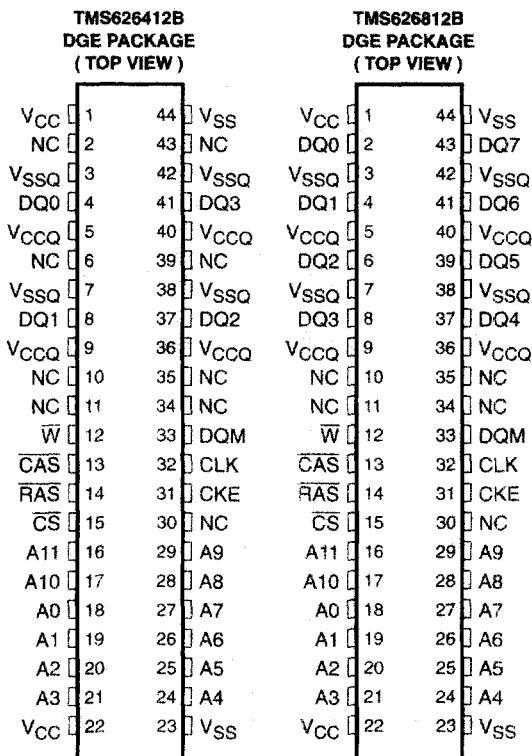 TMS626412B
DGE PACKAGE
( TOP VIEW )
VCC 1 44 VSS
NC 2 43 NC
VSSQ 3 42 VSSQ
DQ0 4 41 DQ3
VCCQ 5 40 VCCQ
NC 6 39 NC
VSSQ 7 38 VSSQ
DQ1 8 37 DQ2
VCCQ 9 36 VCCQ
NC 10 35 NC
NC 11 34 NC
W̅ 12 33 DQM
C̅A̅S̅ 13 32 CLK
R̅A̅S̅ 14 31 CKE
C̅S̅ 15 30 NC
A11 16 29 A9
A10 17 28 A8
A0 18 27 A7
A1 19 26 A6
A2 20 25 A5
A3 21 24 A4
VCC 22 23 VSS
TMS626812B
DGE PACKAGE
( TOP VIEW )
VCC 1 44 VSS
DQ0 2 43 DQ7
VSSQ 3 42 VSSQ
DQ1 4 41 DQ6
VCCQ 5 40 VCCQ
DQ2 6 39 DQ5
VSSQ 7 38 VSSQ
DQ3 8 37 DQ4
VCCQ 9 36 VCCQ
NC 10 35 NC
NC 11 34 NC
W̅ 12 33 DQM
C̅A̅S̅ 13 32 CLK
R̅A̅S̅ 14 31 CKE
C̅S̅ 15 30 NC
A11 16 29 A9
A10 17 28 A8
A0 18 27 A7
A1 19 26 A6
A2 20 25 A5
A3 21 24 A4
VCC 22 23 VSS